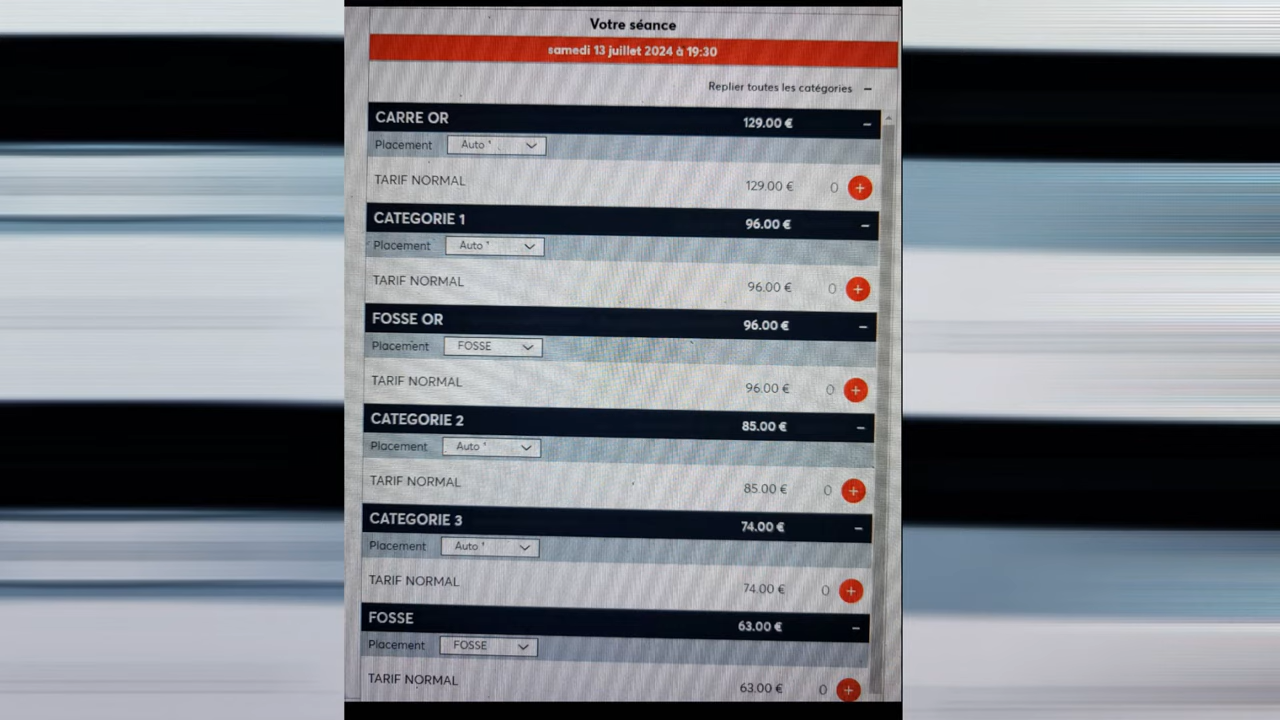 Votre séance
samedi 13 juillet 2024 à 19:30
Replier toutes les catégories −
CARRE OR 129.00 € −
Placement Auto *
TARIF NORMAL 129.00 € 0 +
CATEGORIE 1 96.00 € −
Placement Auto *
TARIF NORMAL 96.00 € 0 +
FOSSE OR 96.00 € −
Placement FOSSE
TARIF NORMAL 96.00 € 0 +
CATEGORIE 2 85.00 € −
Placement Auto *
TARIF NORMAL 85.00 € 0 +
CATEGORIE 3 74.00 € −
Placement Auto *
TARIF NORMAL 74.00 € 0 +
FOSSE 63.00 € −
Placement FOSSE
TARIF NORMAL 63.00 € 0 +